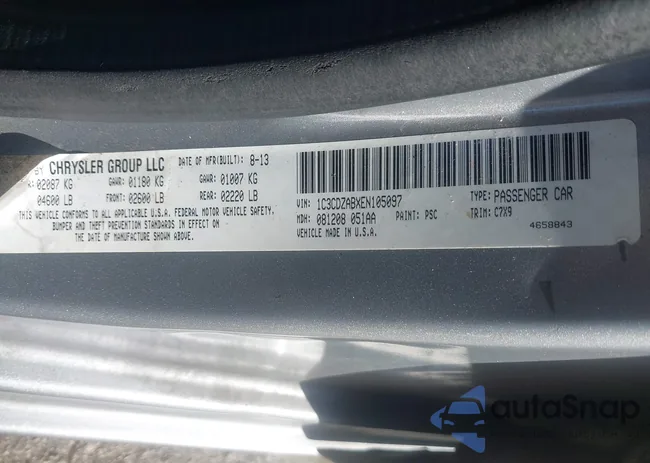 BY CHRYSLER GROUP LLC
DATE OF MFR(BUILT): 8-13
R: 02087 KG GAWR: 01180 KG GAWR: 01007 KG
04600 LB FRONT: 02600 LB REAR: 02220 LB
THIS VEHICLE CONFORMS TO ALL APPLICABLE U.S.A. FEDERAL MOTOR VEHICLE SAFETY,
BUMPER AND THEFT PREVENTION STANDARDS IN EFFECT ON
THE DATE OF MANUFACTURE SHOWN ABOVE.
VIN: 1C3CDZABXEN105097 TYPE: PASSENGER CAR
MDH: 081208 051AA PAINT: PSC TRIM: C7X9
VEHICLE MADE IN U.S.A. 4658843
autoSnap